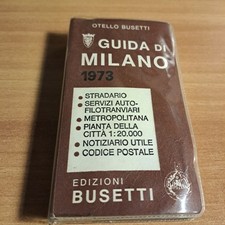 OTELLO BUSETTI
GUIDA DI
MILANO
1973
• STRADARIO
• SERVIZI AUTO-
FILOTRANVIARI
• METROPOLITANA
• PIANTA DELLA
CITTÀ 1:20.000
• NOTIZIARIO UTILE
• CODICE POSTALE
EDIZIONI
BUSETTI